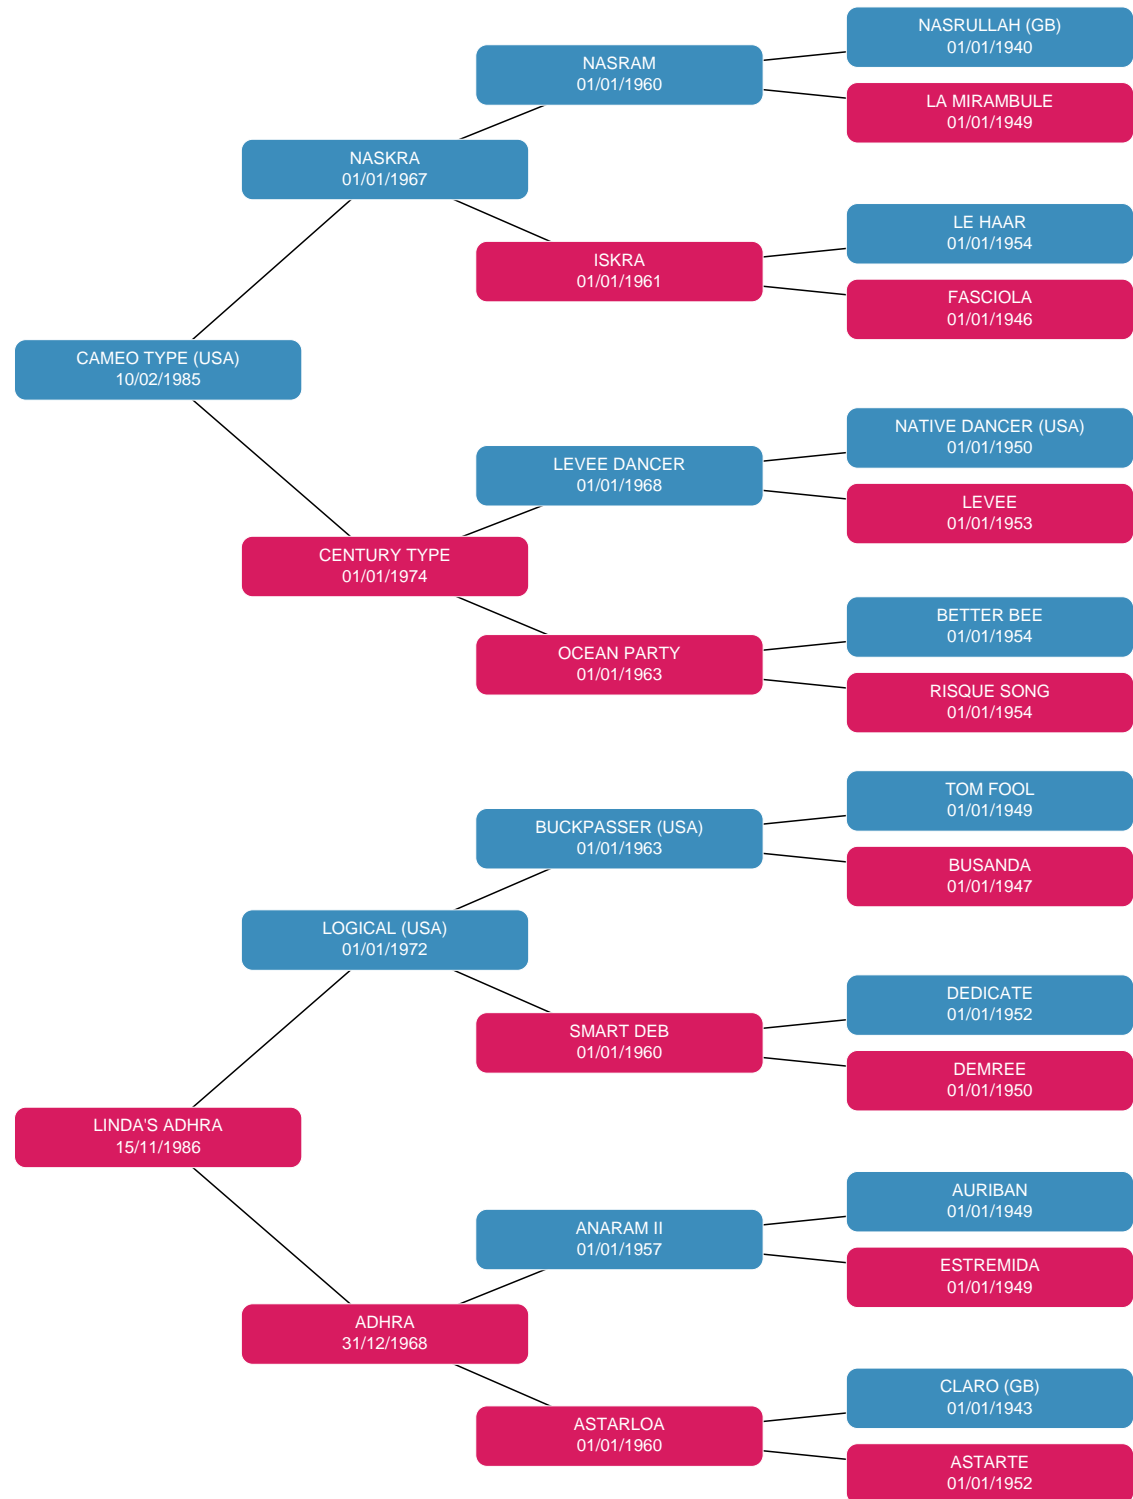 NASRULLAH (GB)
01/01/1940
NASRAM
01/01/1960
LA MIRAMBULE
01/01/1949
NASKRA
01/01/1967
LE HAAR
01/01/1954
ISKRA
01/01/1961
FASCIOLA
01/01/1946
CAMEO TYPE (USA)
10/02/1985
NATIVE DANCER (USA)
01/01/1950
LEVEE DANCER
01/01/1968
LEVEE
01/01/1953
CENTURY TYPE
01/01/1974
BETTER BEE
01/01/1954
OCEAN PARTY
01/01/1963
RISQUE SONG
01/01/1954
TOM FOOL
01/01/1949
BUCKPASSER (USA)
01/01/1963
BUSANDA
01/01/1947
LOGICAL (USA)
01/01/1972
DEDICATE
01/01/1952
SMART DEB
01/01/1960
DEMREE
01/01/1950
LINDA'S ADHRA
15/11/1986
AURIBAN
01/01/1949
ANARAM II
01/01/1957
ESTREMIDA
01/01/1949
ADHRA
31/12/1968
CLARO (GB)
01/01/1943
ASTARLOA
01/01/1960
ASTARTE
01/01/1952